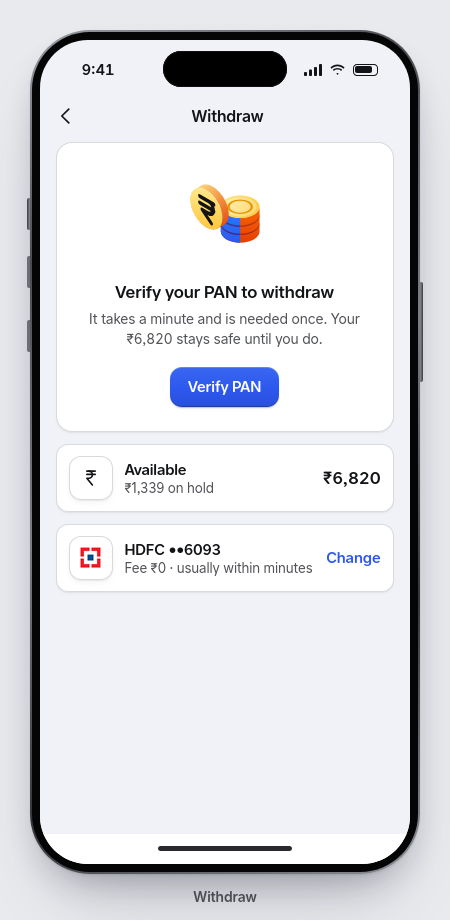 9:41
Withdraw
Verify your PAN to withdraw
It takes a minute and is needed once. Your
₹6,820 stays safe until you do.
Verify PAN
₹
Available
₹1,339 on hold
₹6,820
HDFC ••6093
Fee ₹0 · usually within minutes
Change
Withdraw